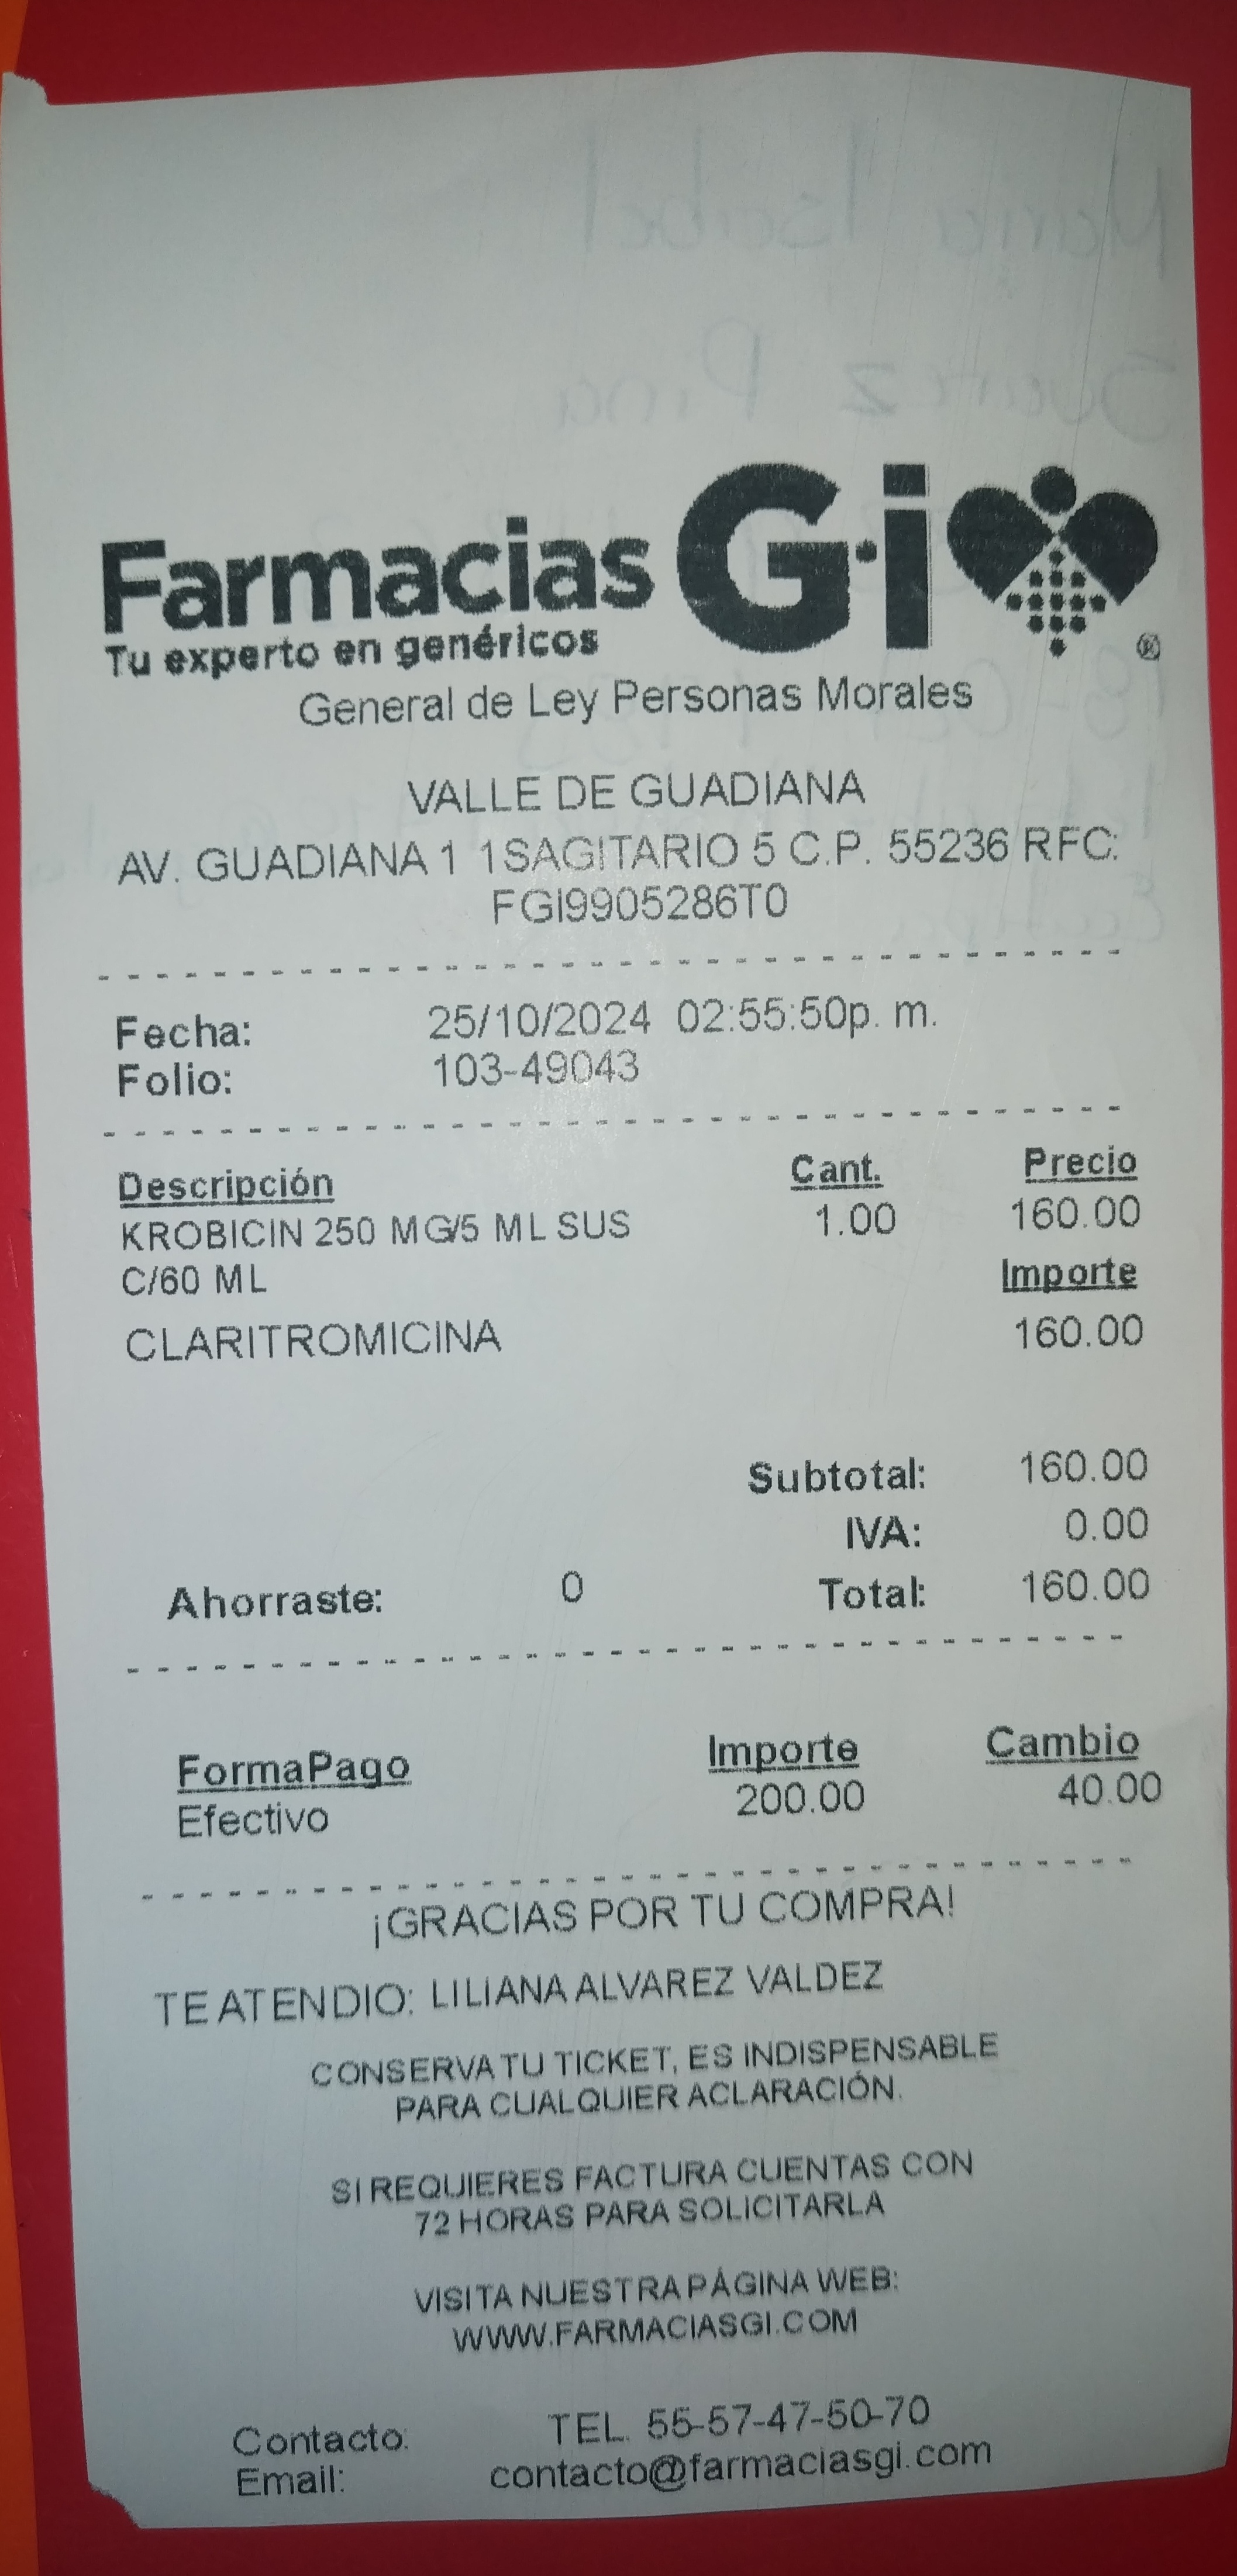 Maria Isabel
Farmacias G·i
Tu experto en genéricos
®
General de Ley Personas Morales
VALLE DE GUADIANA
AV. GUADIANA 1 1SAGITARIO 5 C.P. 55236 RFC:
FGI9905286T0
Fecha: 25/10/2024 02:55:50p. m.
Folio: 103-49043
Descripción Cant. Precio
KROBICIN 250 MG/5 ML SUS 1.00 160.00
C/60 ML Importe
CLARITROMICINA 160.00
Subtotal: 160.00
IVA: 0.00
Ahorraste: 0 Total: 160.00
FormaPago Importe Cambio
Efectivo 200.00 40.00
¡GRACIAS POR TU COMPRA!
TE ATENDIO: LILIANA ALVAREZ VALDEZ
CONSERVA TU TICKET, ES INDISPENSABLE
PARA CUALQUIER ACLARACIÓN.
SI REQUIERES FACTURA CUENTAS CON
72 HORAS PARA SOLICITARLA
VISITA NUESTRA PÁGINA WEB:
WWW.FARMACIASGI.COM
Contacto: TEL. 55-57-47-50-70
Email: contacto@farmaciasgi.com